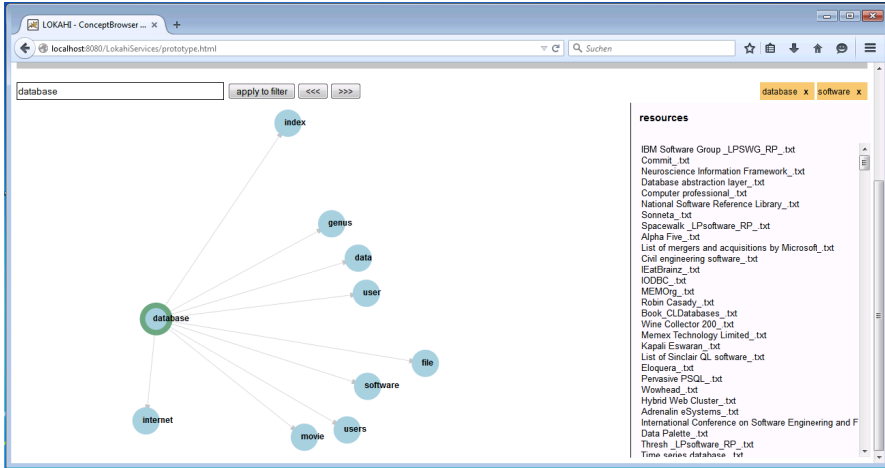 LOKAHI - ConceptBrowser ... × +
localhost:8080/LokahiServices/prototype.html
Suchen
database
apply to filter
<<<
>>>
database x
software x
index
genus
data
user
database
file
software
internet
users
movie
resources
IBM Software Group _LPSWG_RP_.txt
Commit_.txt
Neuroscience Information Framework_.txt
Database abstraction layer_.txt
Computer professional_.txt
National Software Reference Library_.txt
Sonneta_.txt
Spacewalk _LPsoftware_RP_.txt
Alpha Five_.txt
List of mergers and acquisitions by Microsoft_.txt
Civil engineering software_.txt
IEatBrainz_.txt
IODBC_.txt
MEMOrg_.txt
Robin Casady_.txt
Book_CLDatabases_.txt
Wine Collector 200_.txt
Memex Technology Limited_.txt
Kapali Eswaran_.txt
List of Sinclair QL software_.txt
Eloquera_.txt
Pervasive PSQL_.txt
Wowhead_.txt
Hybrid Web Cluster_.txt
Adrenalin eSystems_.txt
International Conference on Software Engineering and F
Data Palette_.txt
Thresh _LPsoftware_RP_.txt
Time series database_.txt